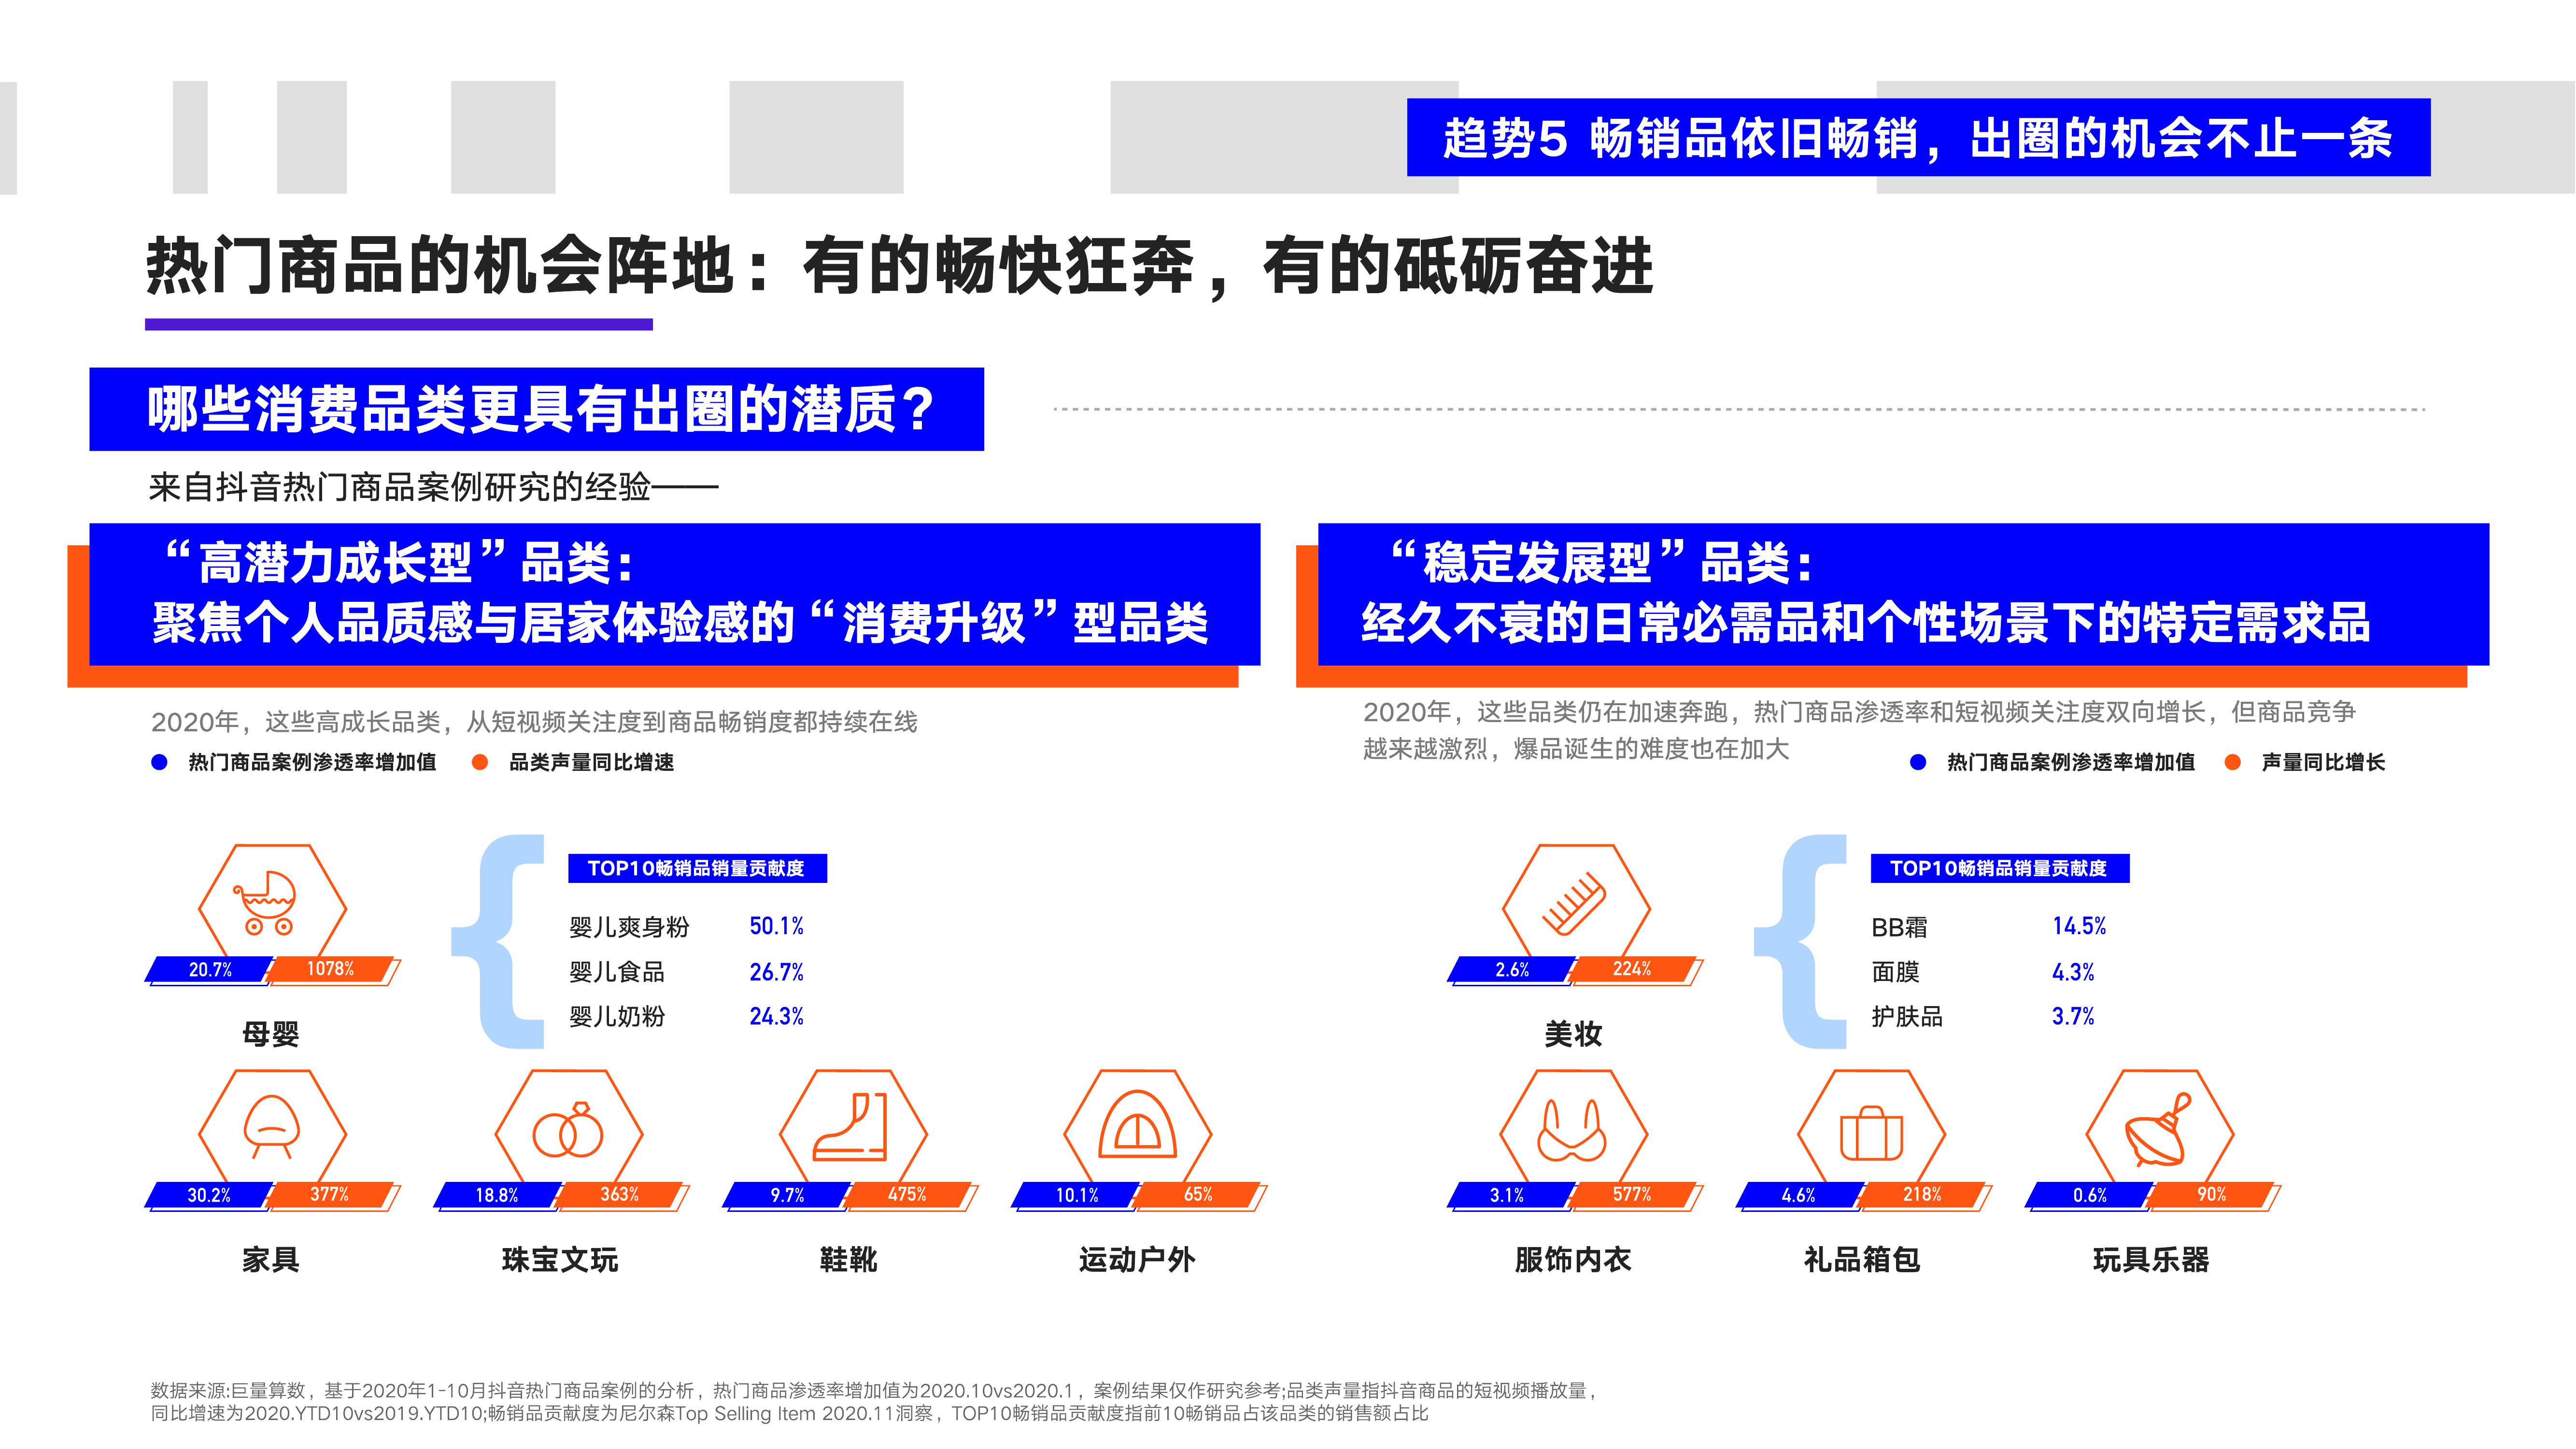 趋势5 畅销品依旧畅销，出圈的机会不止一条
热门商品的机会阵地：有的畅快狂奔，有的砥砺奋进
哪些消费品类更具有出圈的潜质？
来自抖音热门商品案例研究的经验——
“高潜力成长型”品类：
聚焦个人品质感与居家体验感的“消费升级”型品类
2020年，这些高成长品类，从短视频关注度到商品畅销度都持续在线
热门商品案例渗透率增加值 品类声量同比增速
TOP10畅销品销量贡献度
婴儿爽身粉 50.1%
婴儿食品 26.7%
婴儿奶粉 24.3%
20.7% 1078%
母婴
30.2% 377%
家具
18.8% 363%
珠宝文玩
9.7% 475%
鞋靴
10.1% 65%
运动户外
“稳定发展型”品类：
经久不衰的日常必需品和个性场景下的特定需求品
2020年，这些品类仍在加速奔跑，热门商品渗透率和短视频关注度双向增长，但商品竞争
越来越激烈，爆品诞生的难度也在加大
热门商品案例渗透率增加值 声量同比增长
TOP10畅销品销量贡献度
BB霜 14.5%
面膜 4.3%
护肤品 3.7%
2.6% 224%
美妆
3.1% 577%
服饰内衣
4.6% 218%
礼品箱包
0.6% 90%
玩具乐器
数据来源:巨量算数，基于2020年1-10月抖音热门商品案例的分析，热门商品渗透率增加值为2020.10vs2020.1，案例结果仅作研究参考;品类声量指抖音商品的短视频播放量，
同比增速为2020.YTD10vs2019.YTD10;畅销品贡献度为尼尔森Top Selling Item 2020.11洞察，TOP10畅销品贡献度指前10畅销品占该品类的销售额占比